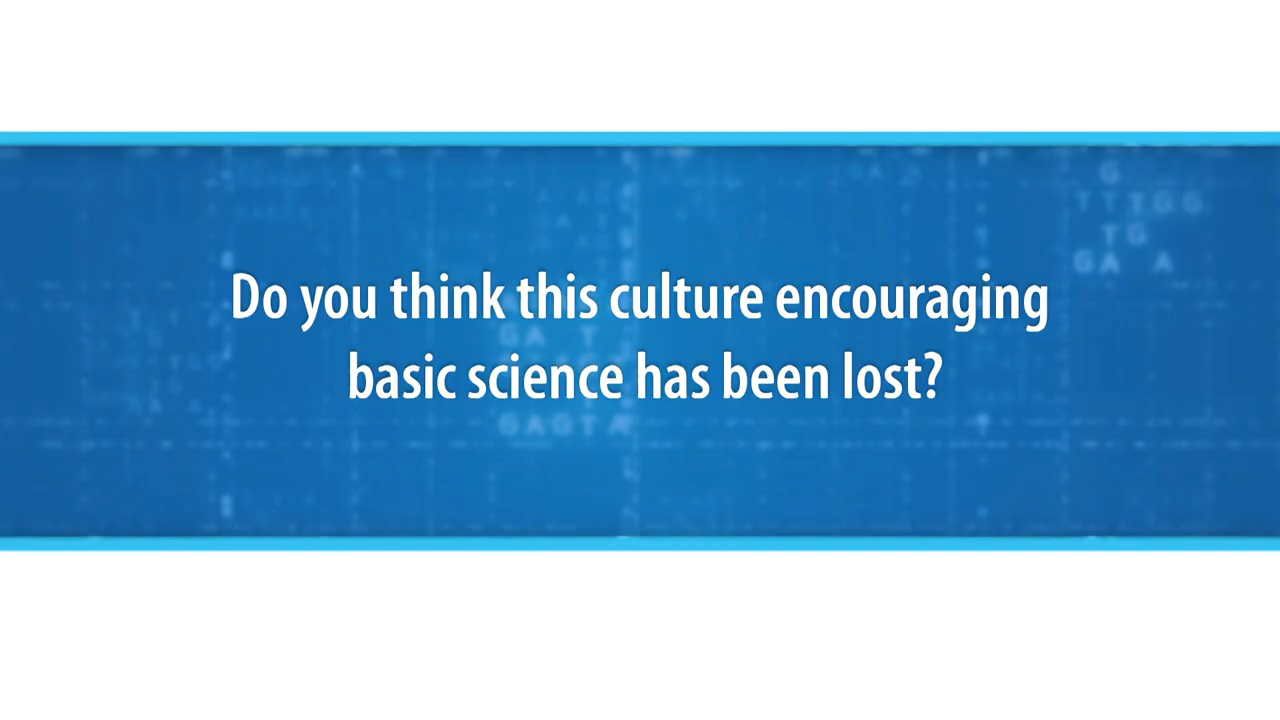 Do you think this culture encouraging
basic science has been lost?
G
T T T G G
T G
G A A
G A T
G A G T A